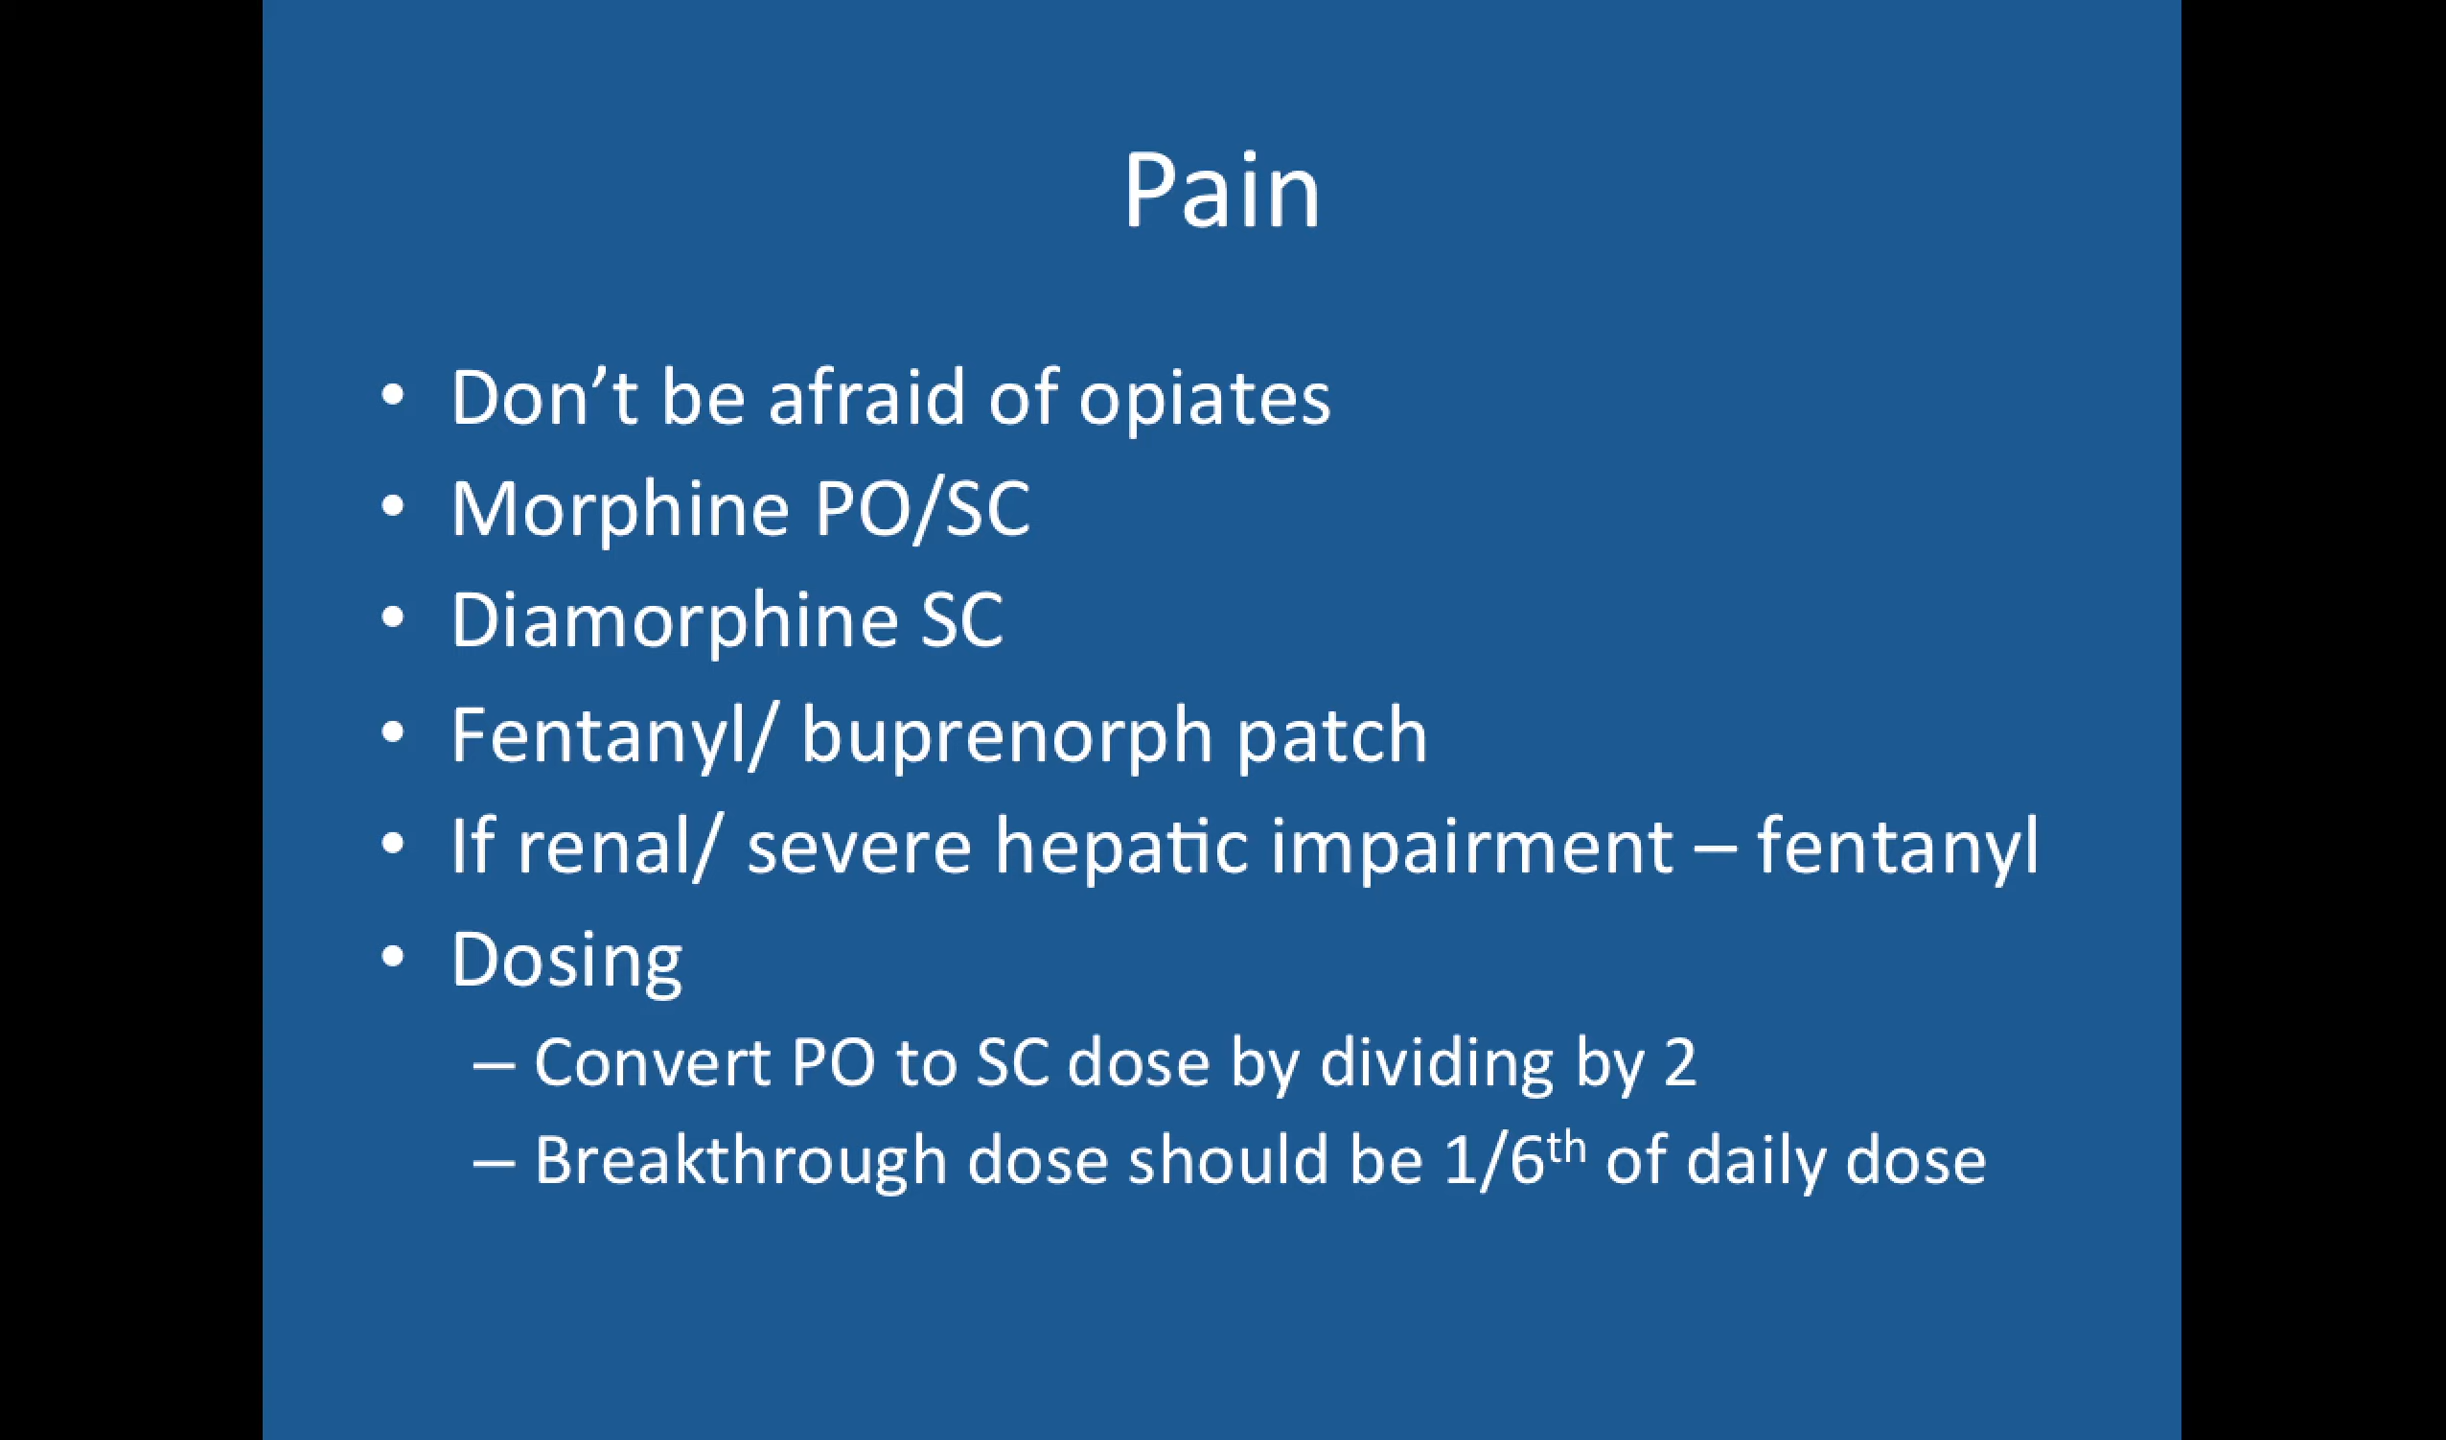 Pain
• Don’t be afraid of opiates
• Morphine PO/SC
• Diamorphine SC
• Fentanyl/ buprenorph patch
• If renal/ severe hepatic impairment – fentanyl
• Dosing
– Convert PO to SC dose by dividing by 2
– Breakthrough dose should be 1/6th of daily dose